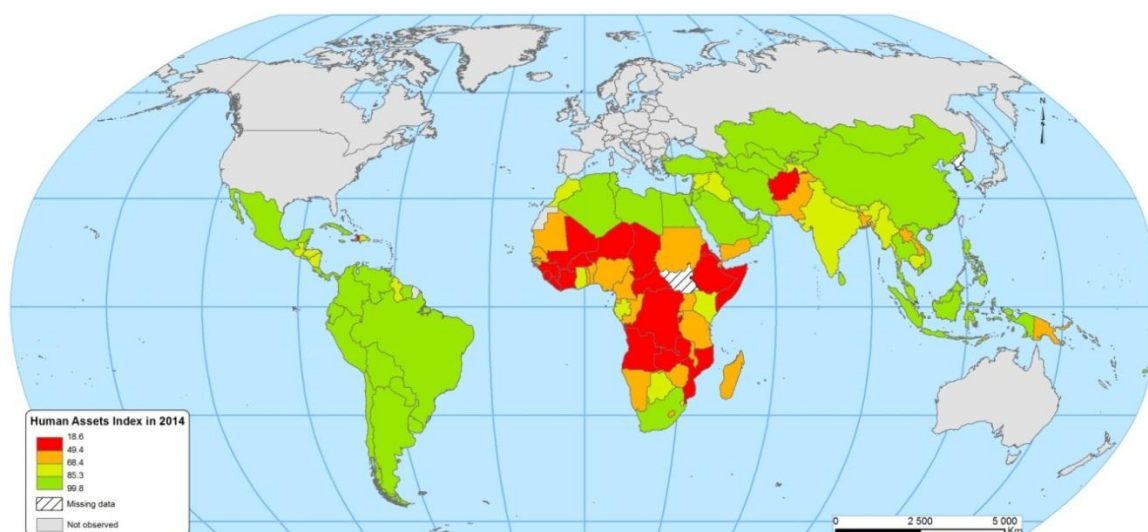 N
Human Assets Index in 2014
18.6
49.4
68.4
85.3
99.8
Missing data
Not observed
0 2 500 5 000
Km